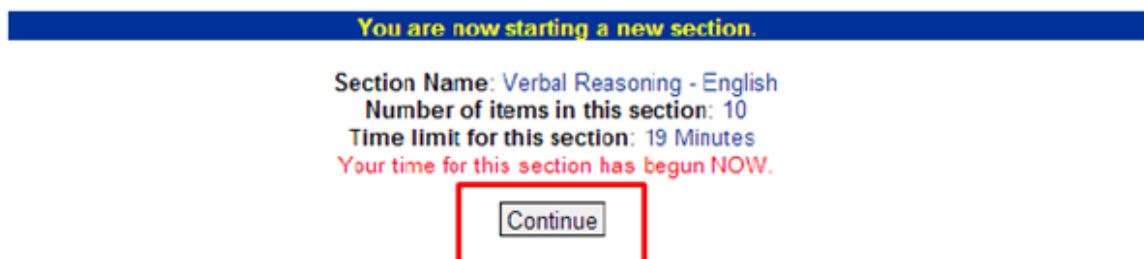 You are now starting a new section.
Section Name: Verbal Reasoning - English
Number of items in this section: 10
Time limit for this section: 19 Minutes
Your time for this section has begun NOW.
Continue